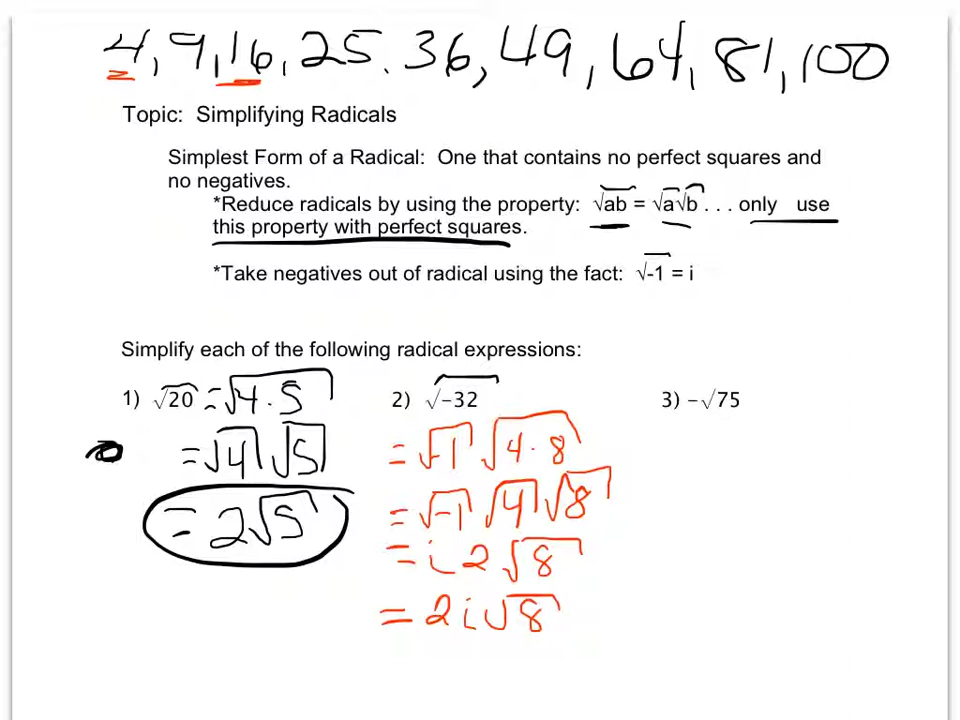 4, 9, 16, 25. 36, 49, 64, 81, 100
Topic: Simplifying Radicals
Simplest Form of a Radical: One that contains no perfect squares and
no negatives.
*Reduce radicals by using the property: √ab = √a√b . . . only use
this property with perfect squares.
*Take negatives out of radical using the fact: √-1 = i
Simplify each of the following radical expressions:
1) √20 = √4·5
= √4 √5
= 2√5
2) √-32
= √-1 √4·8
= √-1 √4 √8
= i 2 √8
= 2i√8
3) -√75